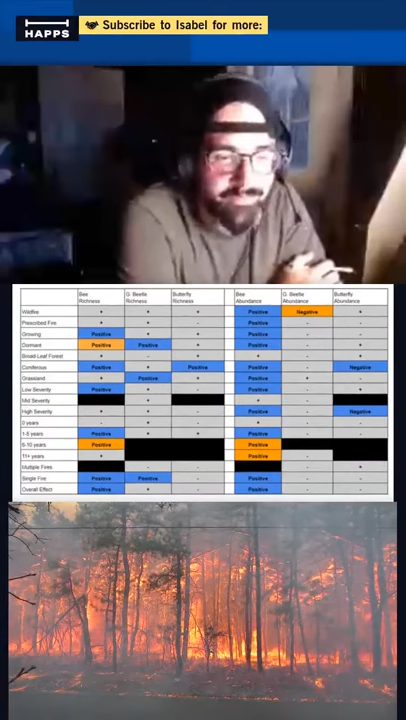 HAPPS
Subscribe to Isabel for more:
Bee Richness G. Beetle Richness Butterfly Richness Bee Abundance G. Beetle Abundance Butterfly Abundance
Wildfire + + + Positive Negative +
Prescribed Fire + + - Positive - -
Growing Positive + + Positive - -
Dormant Positive Positive + Positive - -
Broad-Leaf Forest + - + + - +
Coniferous Positive + Positive Positive - Negative
Grassland + Positive + Positive + -
Low Severity Positive + - Positive - -
Mid Severity + + -
High Severity + + - Positive - Negative
0 years - + - + - -
1-5 years Positive + + Positive - -
6-10 years Positive Positive
11+ years + Positive -
Multiple Fires - - - +
Single Fire Positive Positive - Positive - -
Overall Effect Positive + - Positive - -